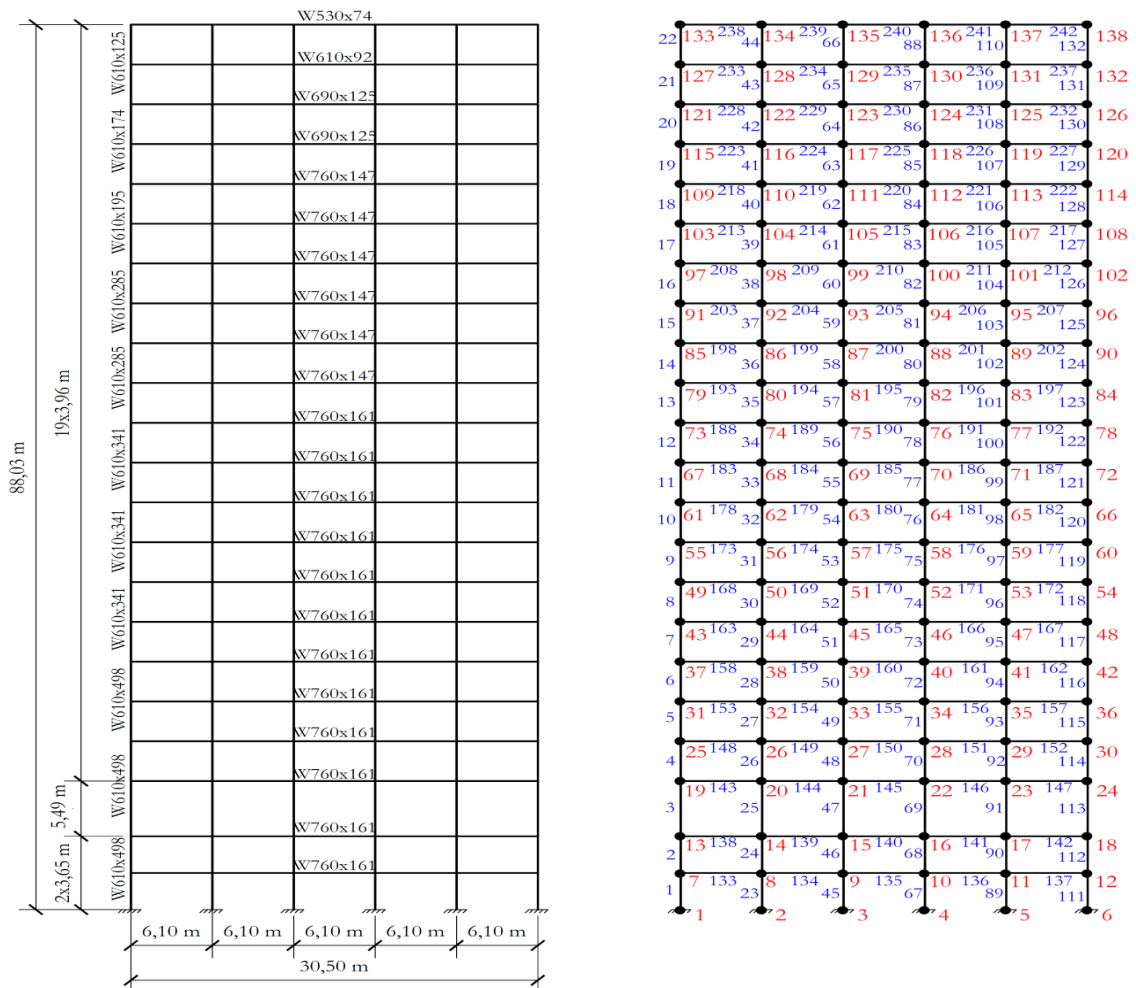 W530x74
W610x92
W690x125
W690x125
W760x147
W760x147
W760x147
W760x147
W760x147
W760x147
W760x161
W760x161
W760x161
W760x161
W760x161
W760x161
W760x161
W760x161
W760x161
W760x161
W760x161
W760x161
W610x125
W610x174
W610x195
W610x285
W610x285
W610x341
W610x341
W610x341
W610x498
W610x498
W610x498
88,03 m
19x3,96 m
5,49 m
2x3,65 m
6,10 m 6,10 m 6,10 m 6,10 m 6,10 m
30,50 m
22 133 238 44 134 239 66 135 240 88 136 241 110 137 242 132 138
21 127 233 43 128 234 65 129 235 87 130 236 109 131 237 131 132
20 121 228 42 122 229 64 123 230 86 124 231 108 125 232 130 126
19 115 223 41 116 224 63 117 225 85 118 226 107 119 227 129 120
18 109 218 40 110 219 62 111 220 84 112 221 106 113 222 128 114
17 103 213 39 104 214 61 105 215 83 106 216 105 107 217 127 108
16 97 208 38 98 209 60 99 210 82 100 211 104 101 212 126 102
15 91 203 37 92 204 59 93 205 81 94 206 103 95 207 125 96
14 85 198 36 86 199 58 87 200 80 88 201 102 89 202 124 90
13 79 193 35 80 194 57 81 195 79 82 196 101 83 197 123 84
12 73 188 34 74 189 56 75 190 78 76 191 100 77 192 122 78
11 67 183 33 68 184 55 69 185 77 70 186 99 71 187 121 72
10 61 178 32 62 179 54 63 180 76 64 181 98 65 182 120 66
9 55 173 31 56 174 53 57 175 75 58 176 97 59 177 119 60
8 49 168 30 50 169 52 51 170 74 52 171 96 53 172 118 54
7 43 163 29 44 164 51 45 165 73 46 166 95 47 167 117 48
6 37 158 28 38 159 50 39 160 72 40 161 94 41 162 116 42
5 31 153 27 32 154 49 33 155 71 34 156 93 35 157 115 36
4 25 148 26 26 149 48 27 150 70 28 151 92 29 152 114 30
3 19 143 25 20 144 47 21 145 69 22 146 91 23 147 113 24
2 13 138 24 14 139 46 15 140 68 16 141 90 17 142 112 18
1 7 133 23 8 134 45 9 135 67 10 136 89 11 137 111 12
1 2 3 4 5 6